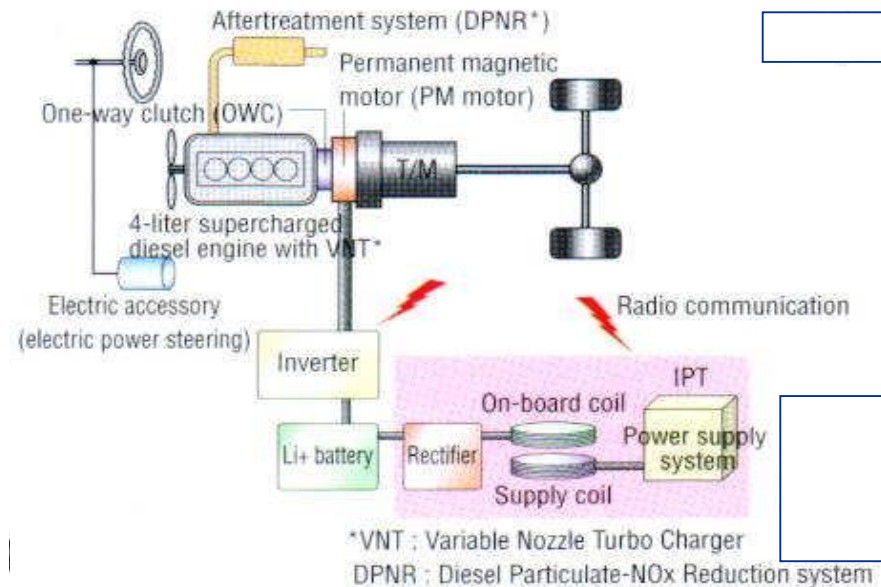 Aftertreatment system (DPNR*)
Permanent magnetic
motor (PM motor)
One-way clutch (OWC)
T/M
4-liter supercharged
diesel engine with VNT*
Electric accessory
(electric power steering)
Radio communication
Inverter
IPT
On-board coil
Li+ battery
Rectifier
Power supply
system
Supply coil
*VNT : Variable Nozzle Turbo Charger
DPNR : Diesel Particulate-NOx Reduction system